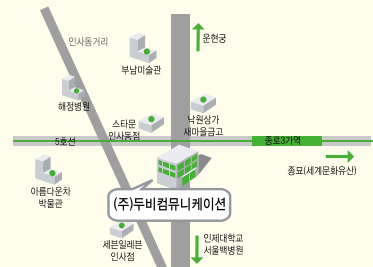 인사동거리
운현궁
부남미술관
해정병원
스타문
인사동점
낙원상가
새마을금고
5호선
종로3가역
종묘(세계문화유산)
아름다운차
박물관
(주)두비컴뮤니케이션
세븐일레븐
인사점
인제대학교
서울백병원